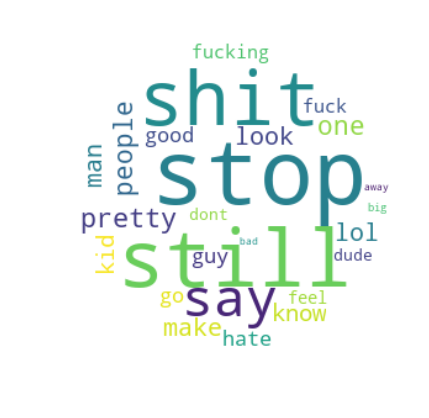 fucking
shit
fuck
good
look
one
people
man
stop
away
big
pretty
dont
still
lol
bad
kid
guy
dude
say
go
feel
know
make
hate